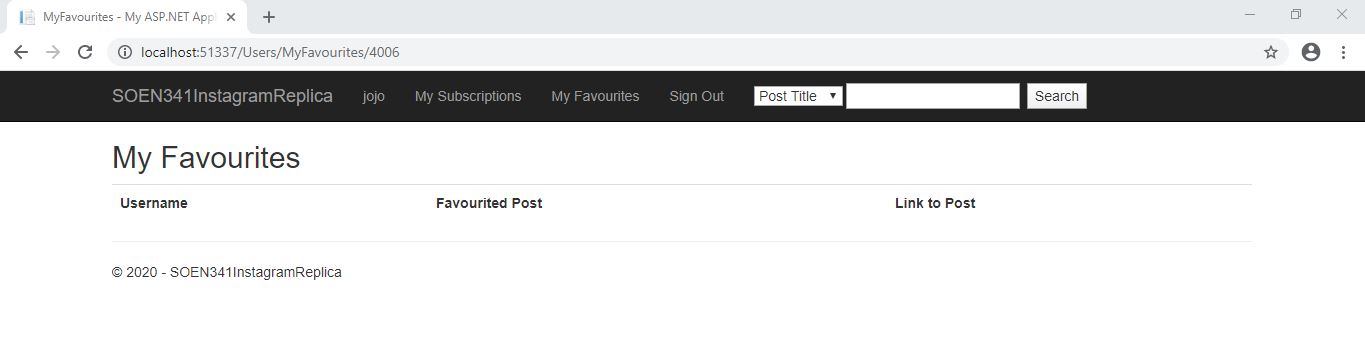 MyFavourites - My ASP.NET Appl
localhost:51337/Users/MyFavourites/4006
SOEN341InstagramReplica jojo My Subscriptions My Favourites Sign Out Post Title Search
My Favourites
Username Favourited Post Link to Post
© 2020 - SOEN341InstagramReplica